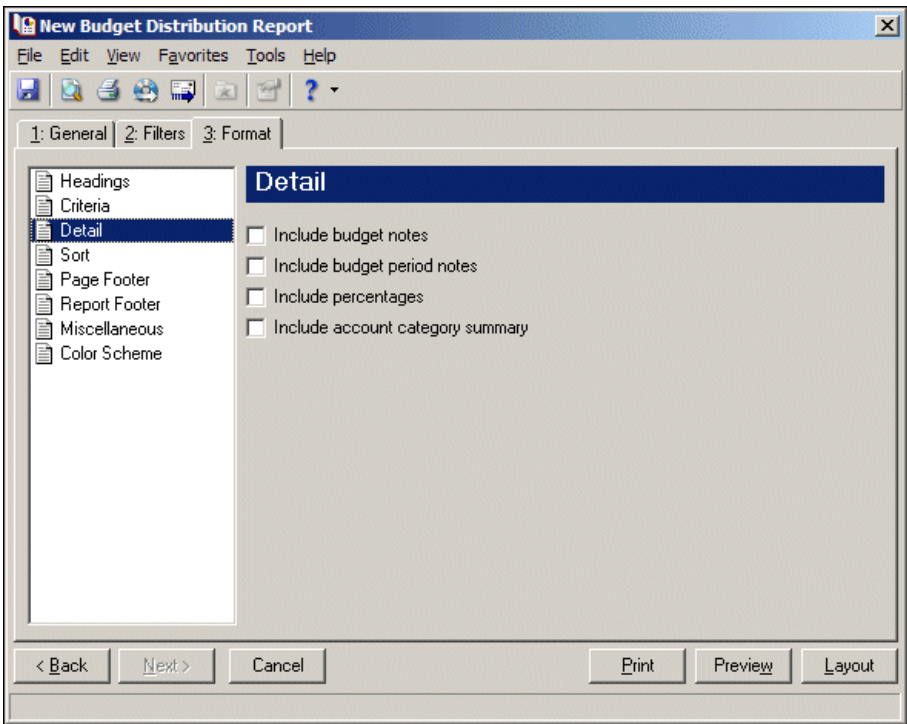 New Budget Distribution Report
File Edit View Favorites Tools Help
1: General 2: Filters 3: Format
Headings
Criteria
Detail
Sort
Page Footer
Report Footer
Miscellaneous
Color Scheme
Detail
Include budget notes
Include budget period notes
Include percentages
Include account category summary
< Back Next > Cancel Print Preview Layout